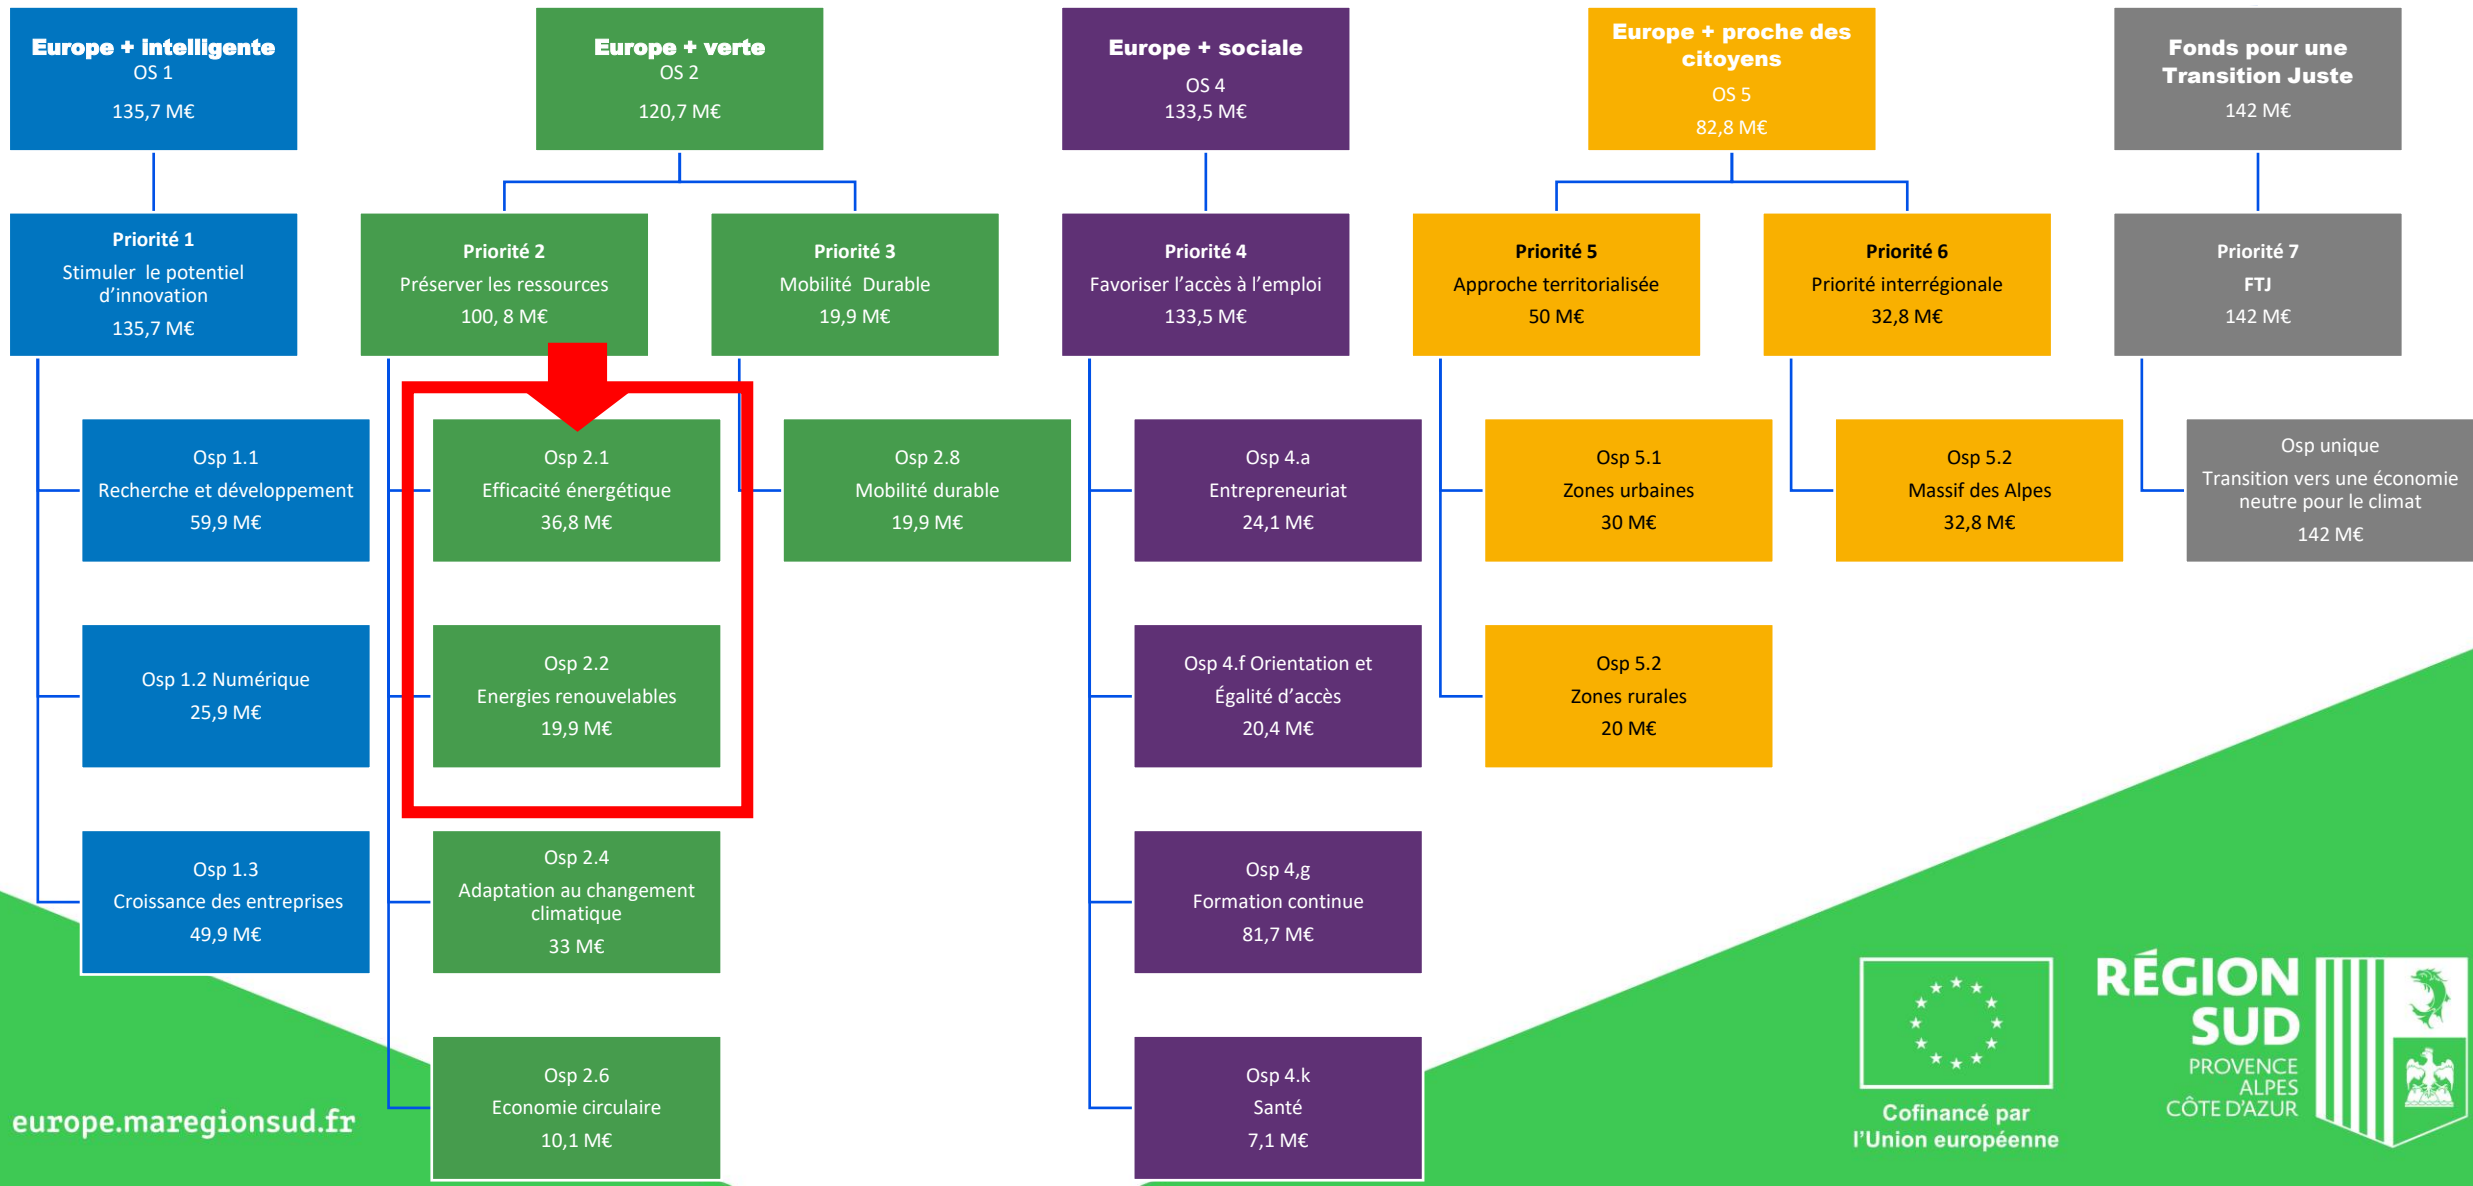 Europe + intelligente
OS 1
135,7 M€
Europe + verte
OS 2
120,7 M€
Europe + sociale
OS 4
133,5 M€
Europe + proche des
citoyens
OS 5
82,8 M€
Fonds pour une
Transition Juste
142 M€
Priorité 1
Stimuler le potentiel
d'innovation
135,7 M€
Priorité 2
Préserver les ressources
100, 8 M€
Priorité 3
Mobilité Durable
19,9 M€
Priorité 4
Favoriser l'accès à l'emploi
133,5 M€
Priorité 5
Approche territorialisée
50 M€
Priorité 6
Priorité interrégionale
32,8 M€
Priorité 7
FTJ
142 M€
Osp 1.1
Recherche et développement
59,9 M€
Osp 2.1
Efficacité énergétique
36,8 M€
Osp 2.8
Mobilité durable
19,9 M€
Osp 4.a
Entrepreneuriat
24,1 M€
Osp 5.1
Zones urbaines
30 M€
Osp 5.2
Massif des Alpes
32,8 M€
Osp unique
Transition vers une économie
neutre pour le climat
142 M€
Osp 1.2 Numérique
25,9 M€
Osp 2.2
Energies renouvelables
19,9 M€
Osp 4.f Orientation et
Égalité d'accès
20,4 M€
Osp 5.2
Zones rurales
20 M€
Osp 1.3
Croissance des entreprises
49,9 M€
Osp 2.4
Adaptation au changement
climatique
33 M€
Osp 4,g
Formation continue
81,7 M€
Osp 2.6
Economie circulaire
10,1 M€
Osp 4.k
Santé
7,1 M€
europe.maregionsud.fr
Cofinancé par
l'Union européenne
RÉGION
SUD
PROVENCE
ALPES
CÔTE D'AZUR